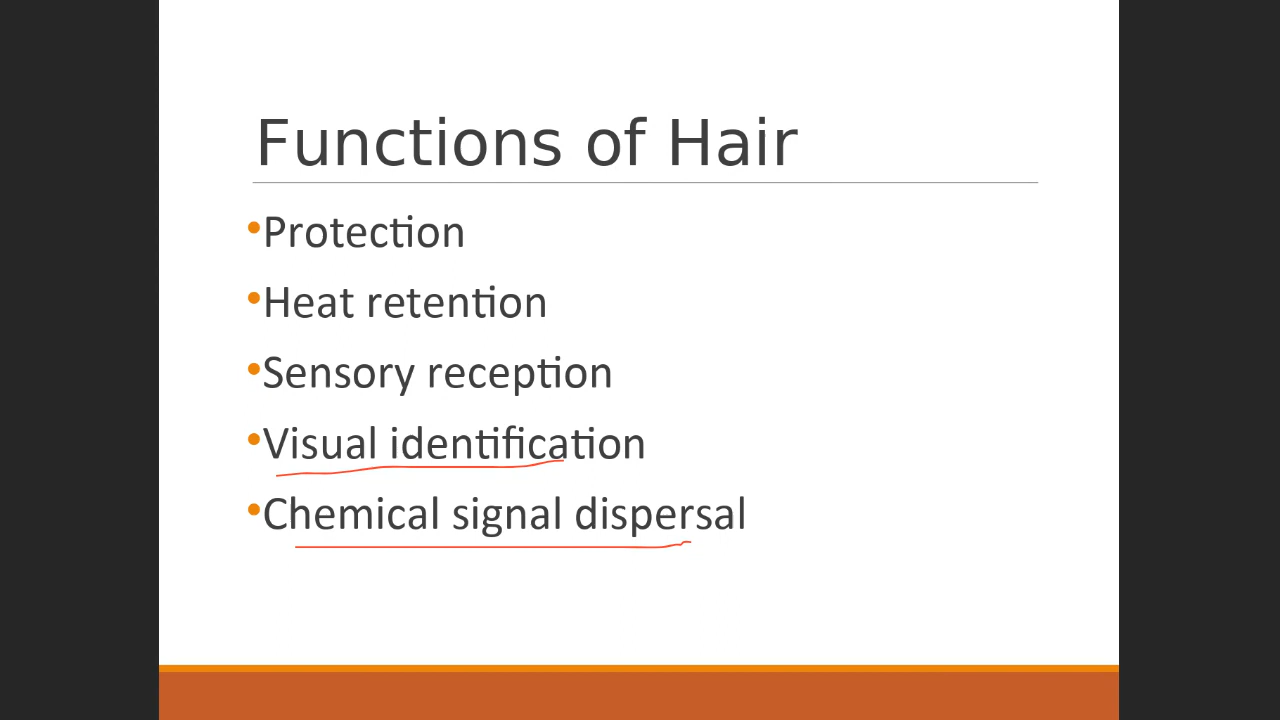 Functions of Hair
•Protection
•Heat retention
•Sensory reception
•Visual identification
•Chemical signal dispersal